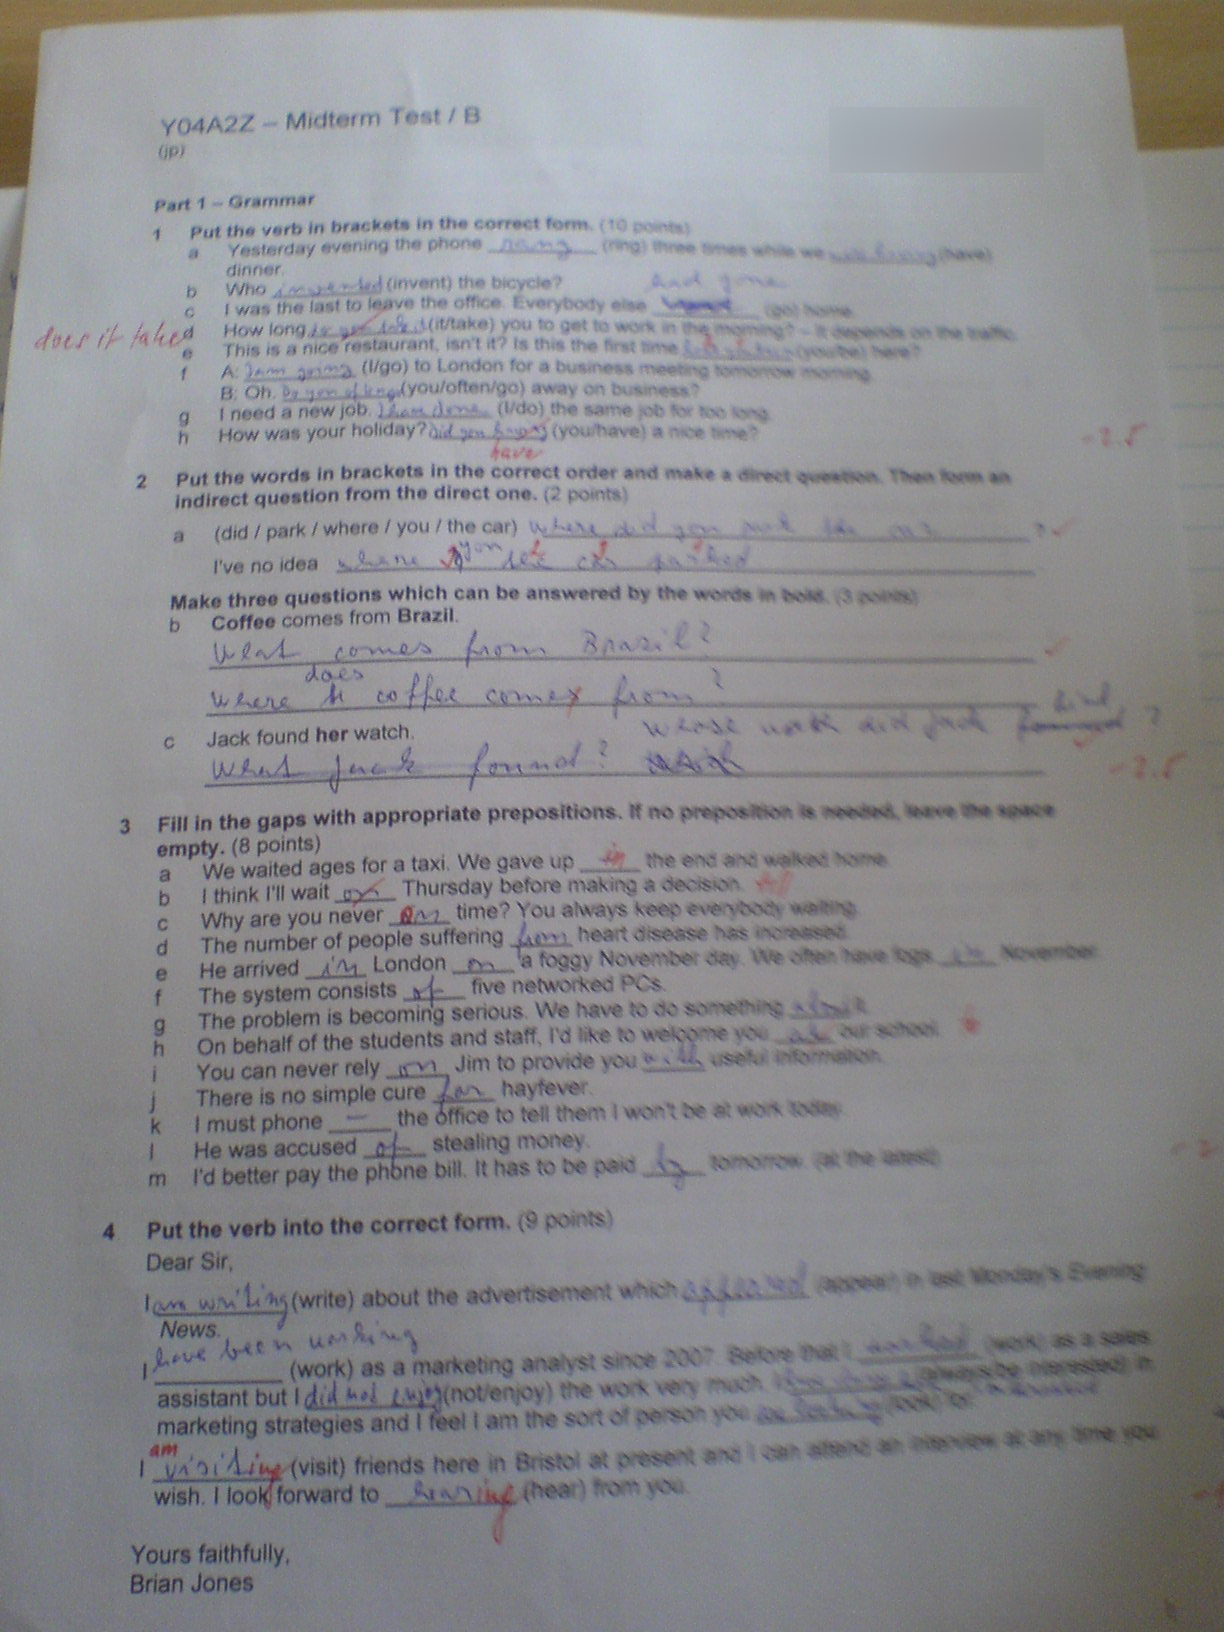 Y04A2Z – Midterm Test / B
(jp)
Part 1 – Grammar
1 Put the verb in brackets in the correct form. (10 points)
a Yesterday evening the phone rang (ring) three times while we (have)
dinner.
b Who invented (invent) the bicycle?
had gone
c I was the last to leave the office. Everybody else (go) home.
does it take
d How long (it/take) you to get to work in the morning? – It depends on the traffic.
e This is a nice restaurant, isn't it? Is this the first time (you/be) here?
f A: I am going (I/go) to London for a business meeting tomorrow morning.
B: Oh. Do you often go (you/often/go) away on business?
g I need a new job. I have done (I/do) the same job for too long.
h How was your holiday? Did you having (you/have) a nice time?
have
-2.5
2 Put the words in brackets in the correct order and make a direct question. Then form an
indirect question from the direct one. (2 points)
a (did / park / where / you / the car) Where did you park the car ?
I've no idea where you the car parked
Make three questions which can be answered by the words in bold. (3 points)
b Coffee comes from Brazil.
What comes from Brazil?
does
Where coffee comes from?
c Jack found her watch. Whose watch did Jack find ?
What Jack found?
3 Fill in the gaps with appropriate prepositions. If no preposition is needed, leave the space
empty. (8 points)
a We waited ages for a taxi. We gave up in the end and walked home.
b I think I'll wait on Thursday before making a decision. till
c Why are you never on time? You always keep everybody waiting.
d The number of people suffering from heart disease has increased.
e He arrived in London on a foggy November day. We often have fogs in November.
f The system consists of five networked PCs.
g The problem is becoming serious. We have to do something about it.
h On behalf of the students and staff, I'd like to welcome you at our school.
i You can never rely on Jim to provide you with useful information.
j There is no simple cure for hayfever.
k I must phone — the office to tell them I won't be at work today.
l He was accused of stealing money.
m I'd better pay the phone bill. It has to be paid by tomorrow. (at the latest)
-2
4 Put the verb into the correct form. (9 points)
Dear Sir,
I am writing (write) about the advertisement which appeared (appear) in last Monday's Evening
News.
have been working
I (work) as a marketing analyst since 2007. Before that I worked (work) as a sales
assistant but I did not enjoy (not/enjoy) the work very much. I (always/be interested) in
marketing strategies and I feel I am the sort of person you are looking (look) for.
am
I visiting (visit) friends here in Bristol at present and I can attend an interview at any time you
wish. I look forward to hearing (hear) from you.
Yours faithfully,
Brian Jones